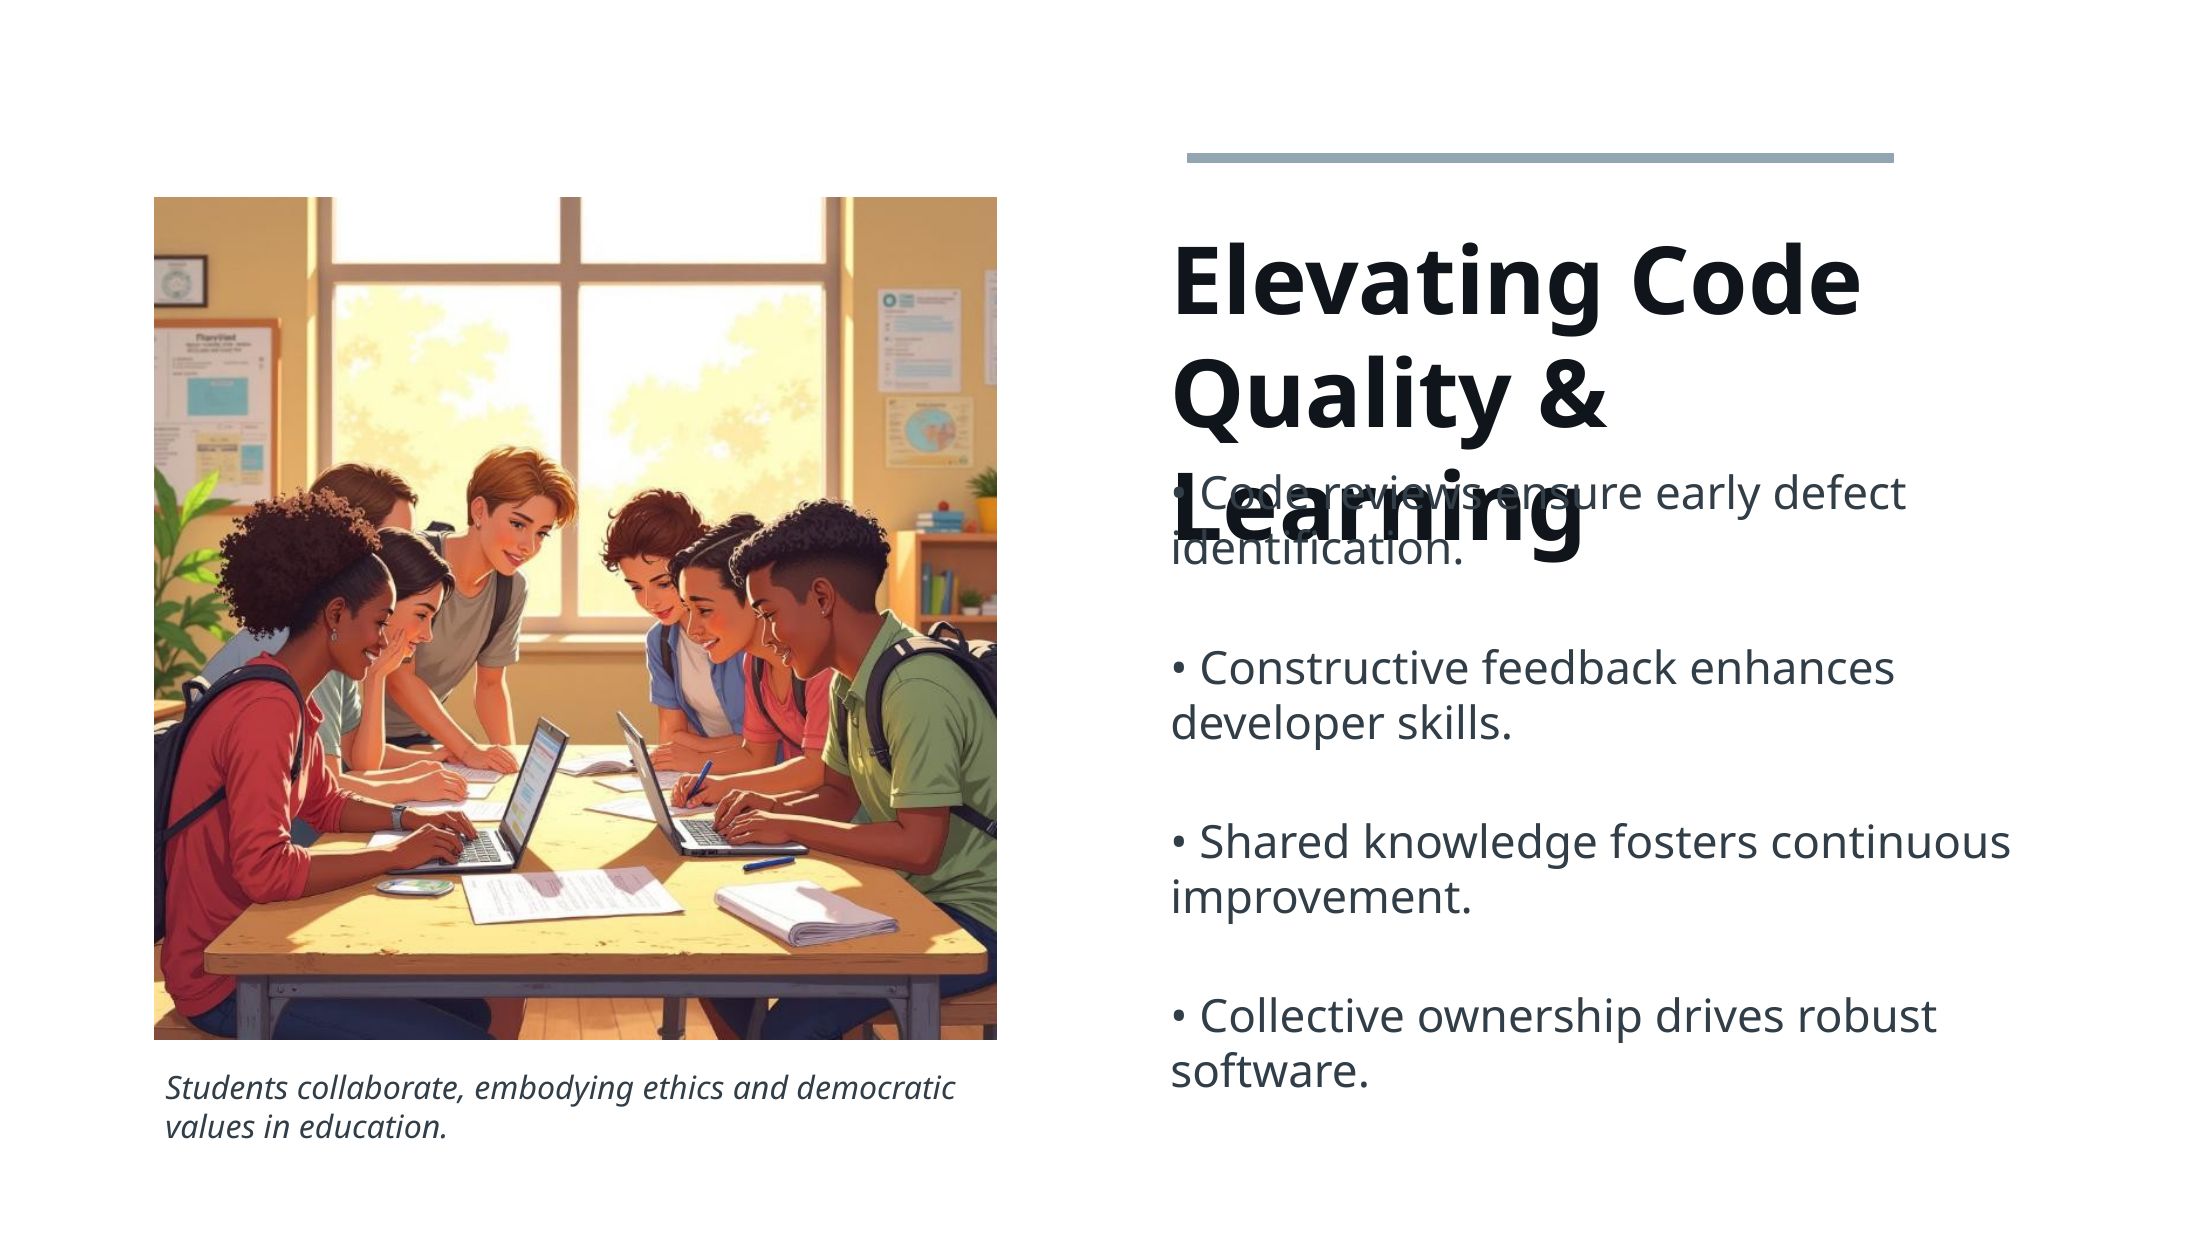 Elevating Code
Quality &
Learning
• Code reviews ensure early defect
identification.
• Constructive feedback enhances
developer skills.
• Shared knowledge fosters continuous
improvement.
• Collective ownership drives robust
software.
Students collaborate, embodying ethics and democratic
values in education.